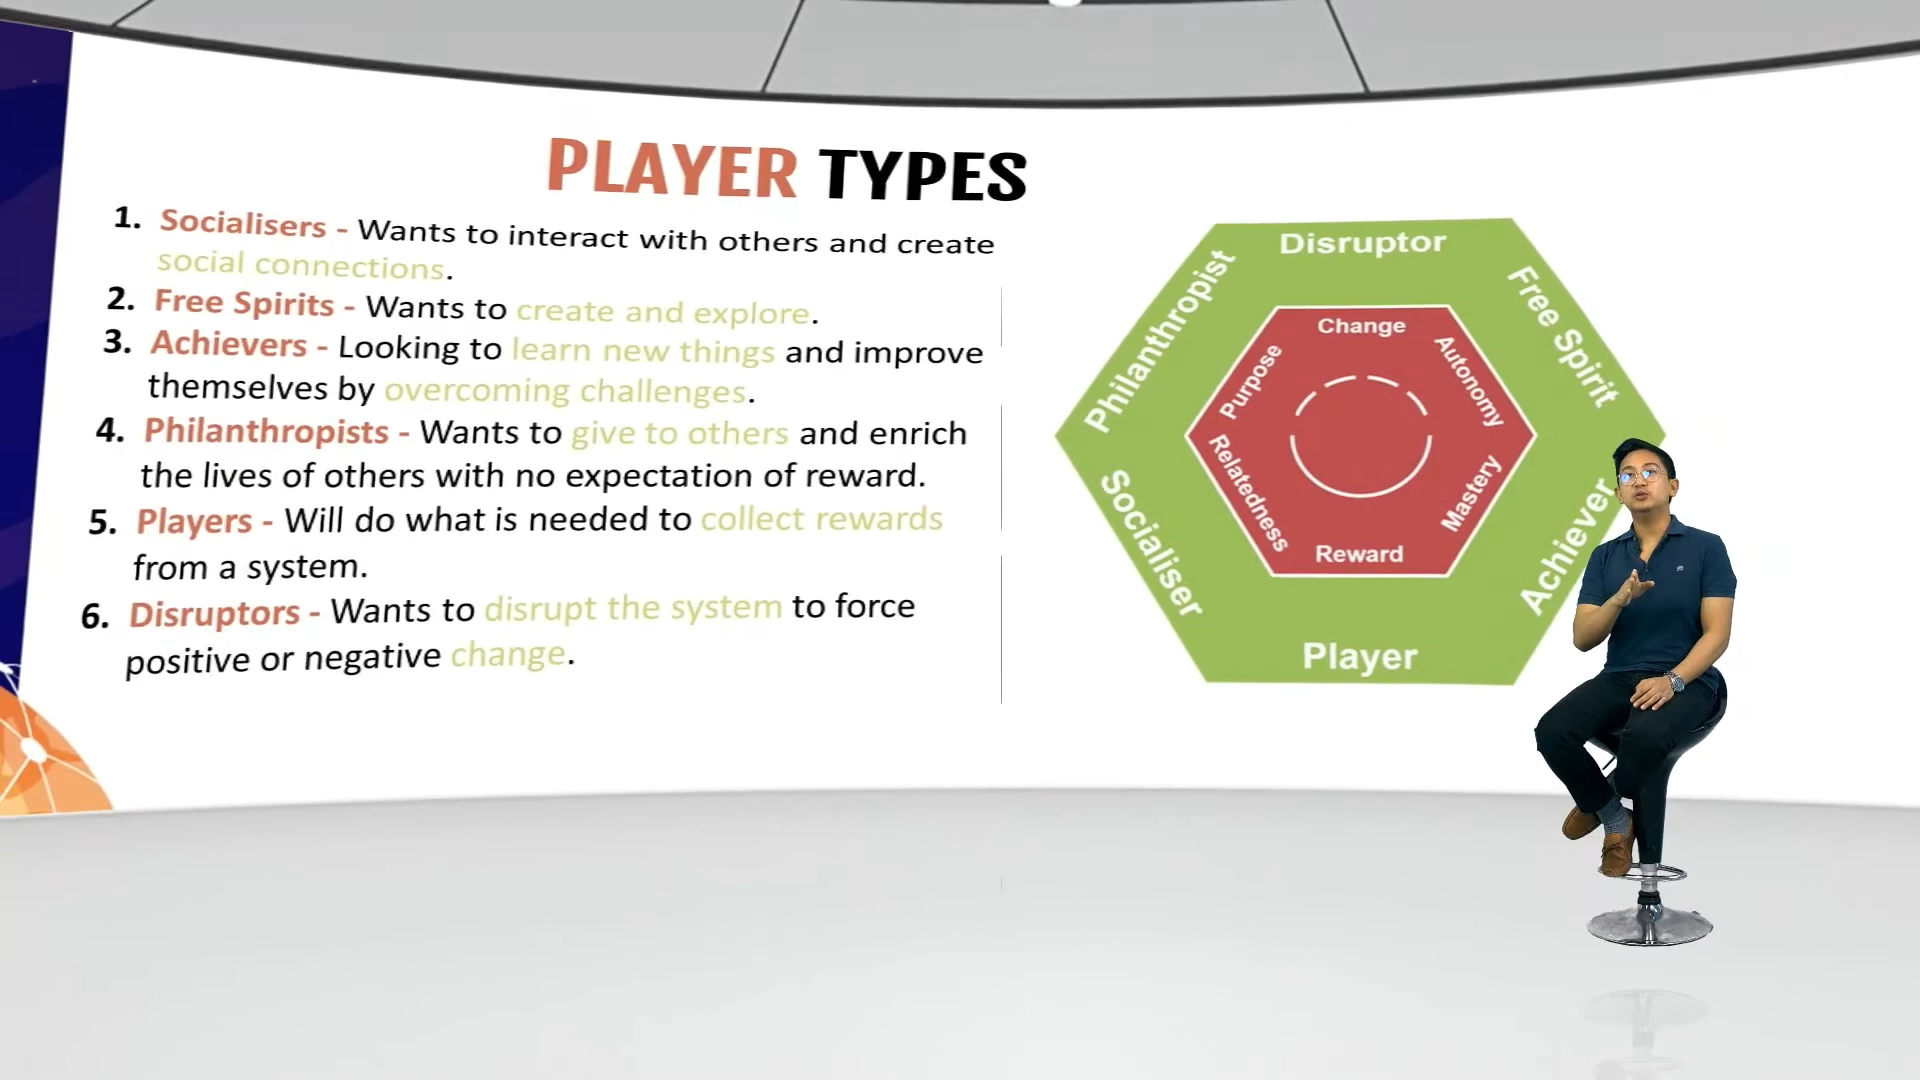 PLAYER TYPES
1. Socialisers - Wants to interact with others and create
social connections.
2. Free Spirits - Wants to create and explore.
3. Achievers - Looking to learn new things and improve
themselves by overcoming challenges.
4. Philanthropists - Wants to give to others and enrich
the lives of others with no expectation of reward.
5. Players - Will do what is needed to collect rewards
from a system.
6. Disruptors - Wants to disrupt the system to force
positive or negative change.
Disruptor
Philanthropist
Free Spirit
Change
Purpose
Autonomy
Relatedness
Mastery
Reward
Socialiser
Achiever
Player